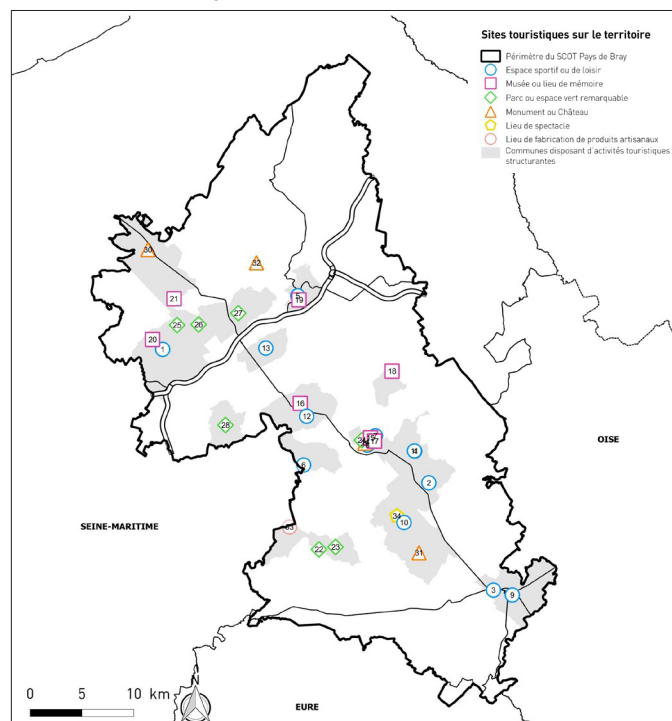 Sites touristiques sur le territoire
Périmètre du SCOT Pays de Bray
Espace sportif ou de loisir
Musée ou lieu de mémoire
Parc ou espace vert remarquable
Monument ou Château
Lieu de spectacle
Lieu de fabrication de produits artisanaux
Communes disposant d'activités touristiques
structurantes
30
32
21
5
19
27
25
26
20
1
13
18
16
12
28
17
6
2
34
10
33
22
23
31
3
9
OISE
SEINE-MARITIME
EURE
N
0 5 10 km